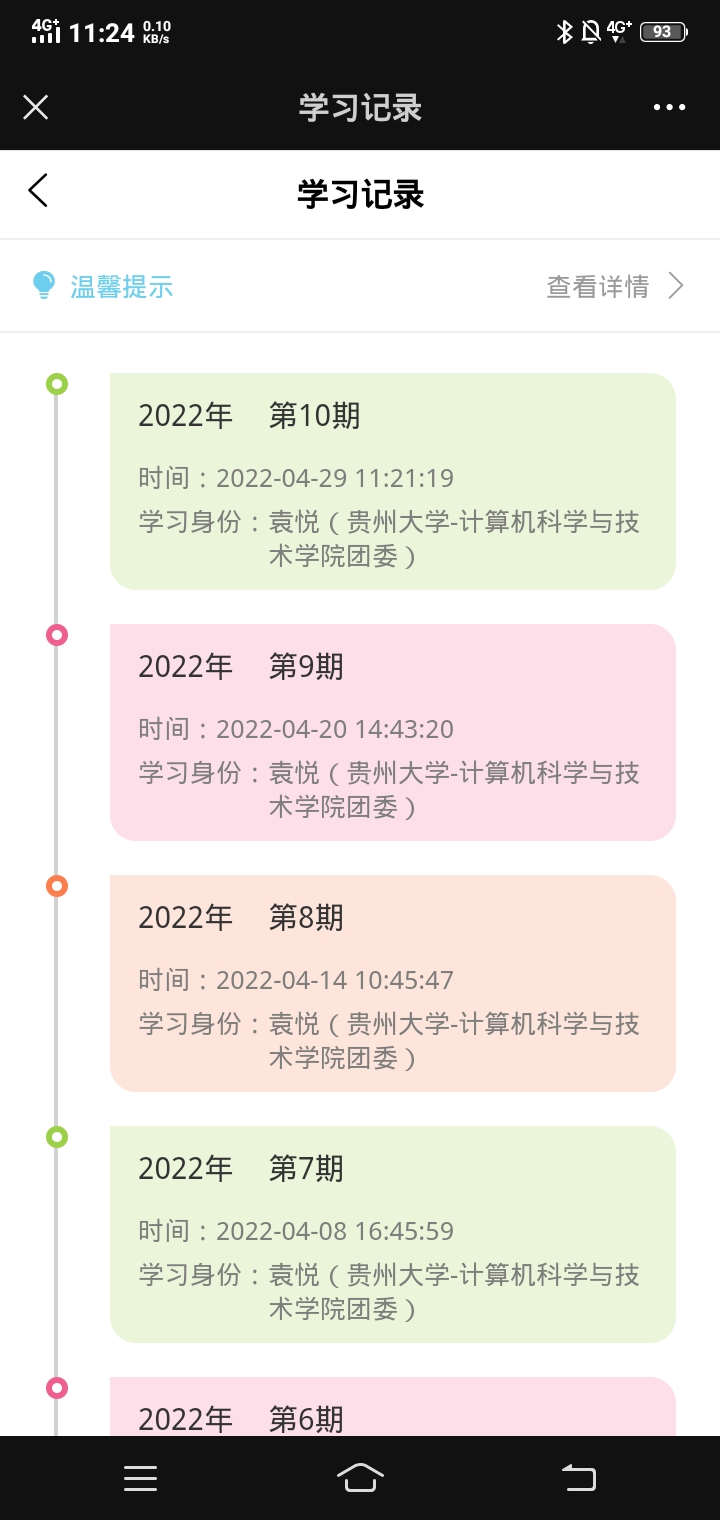 4G+ 11:24 0.10 KB/s 4G+ 93
学习记录
学习记录
温馨提示 查看详情
2022年 第10期
时间：2022-04-29 11:21:19
学习身份：袁悦（贵州大学-计算机科学与技
术学院团委）
2022年 第9期
时间：2022-04-20 14:43:20
学习身份：袁悦（贵州大学-计算机科学与技
术学院团委）
2022年 第8期
时间：2022-04-14 10:45:47
学习身份：袁悦（贵州大学-计算机科学与技
术学院团委）
2022年 第7期
时间：2022-04-08 16:45:59
学习身份：袁悦（贵州大学-计算机科学与技
术学院团委）
2022年 第6期